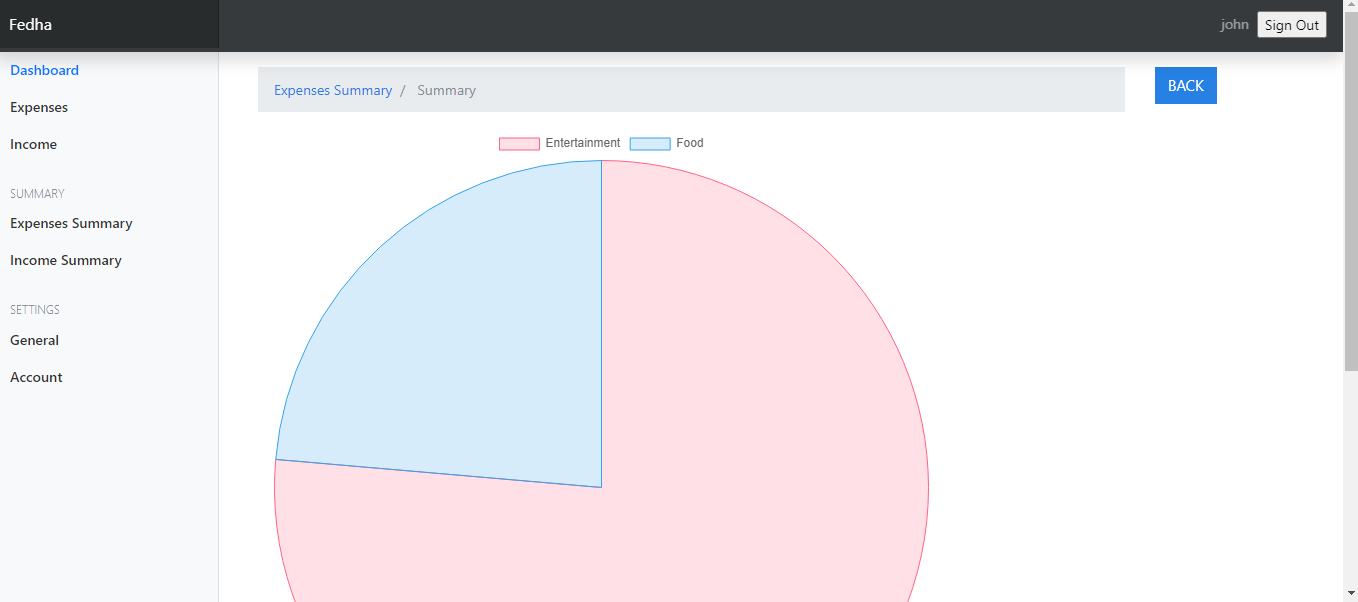 Fedha
john Sign Out
Dashboard
Expenses
Income
SUMMARY
Expenses Summary
Income Summary
SETTINGS
General
Account
Expenses Summary / Summary
BACK
Entertainment Food